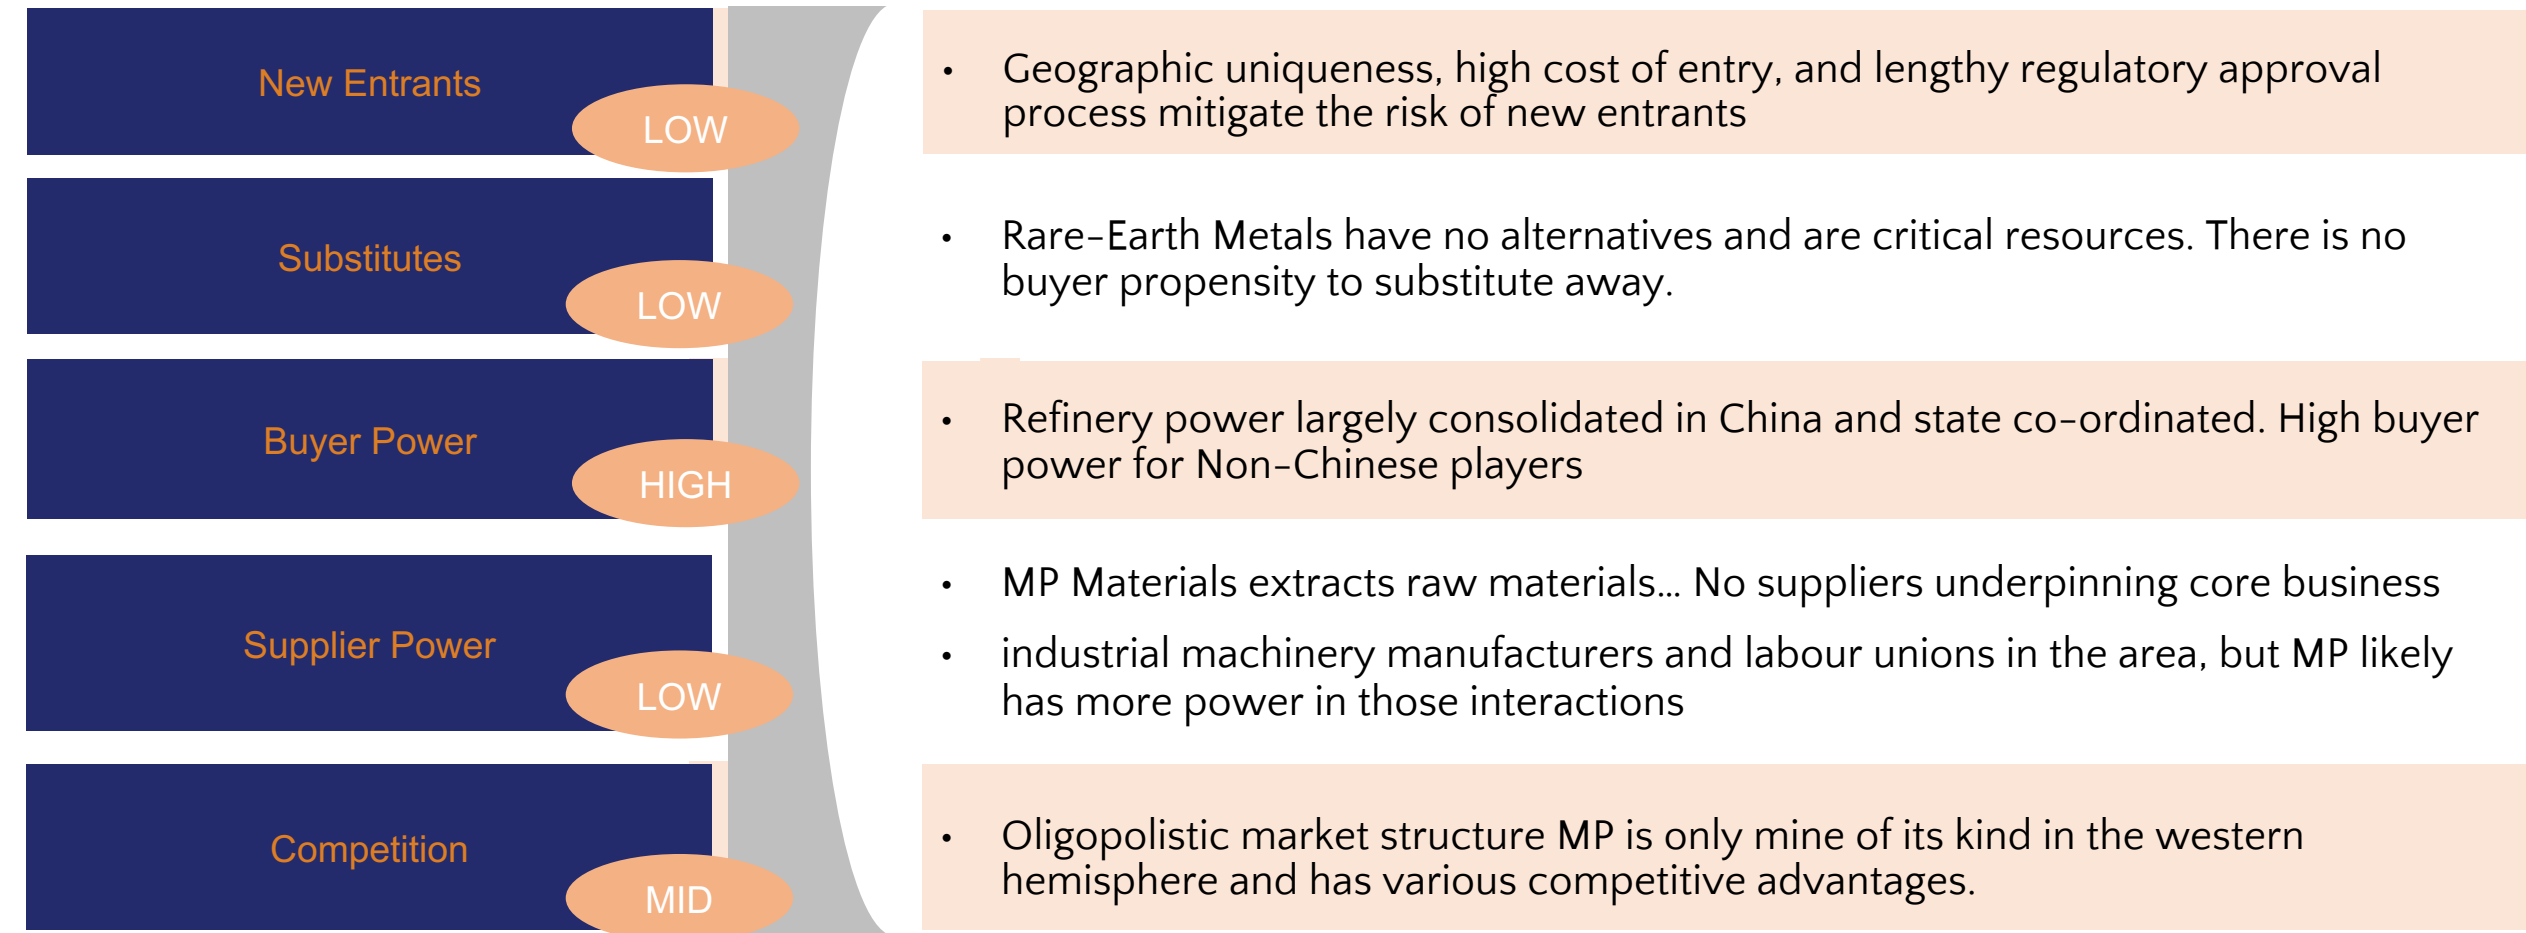 New Entrants
LOW
• Geographic uniqueness, high cost of entry, and lengthy regulatory approval
process mitigate the risk of new entrants
Substitutes
LOW
• Rare-Earth Metals have no alternatives and are critical resources. There is no
buyer propensity to substitute away.
Buyer Power
HIGH
• Refinery power largely consolidated in China and state co-ordinated. High buyer
power for Non-Chinese players
Supplier Power
LOW
• MP Materials extracts raw materials... No suppliers underpinning core business
• industrial machinery manufacturers and labour unions in the area, but MP likely
has more power in those interactions
Competition
MID
• Oligopolistic market structure MP is only mine of its kind in the western
hemisphere and has various competitive advantages.